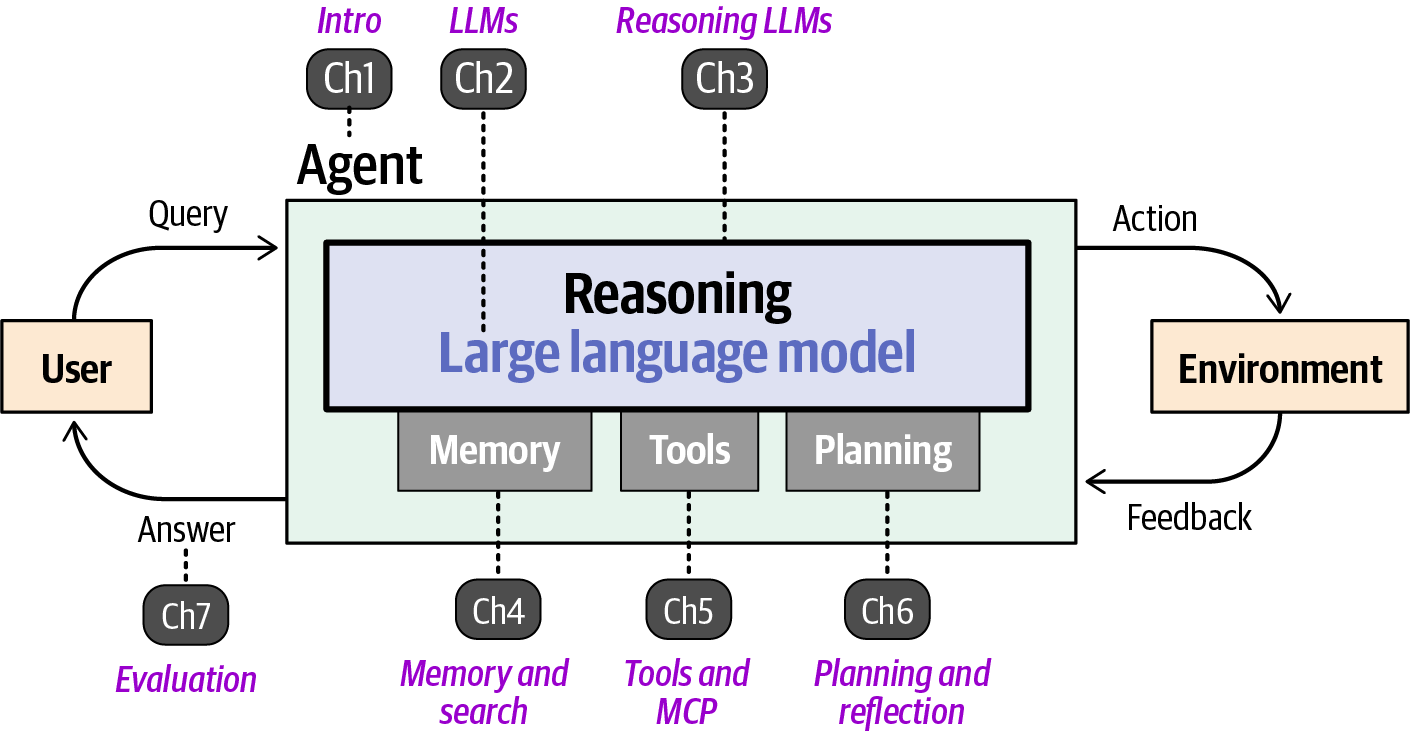 Intro
LLMs
Reasoning LLMs
Ch1
Ch2
Ch3
Agent
Query
Action
Reasoning
Large language model
User
Environment
Memory
Tools
Planning
Answer
Feedback
Ch7
Ch4
Ch5
Ch6
Evaluation
Memory and
search
Tools and
MCP
Planning and
reflection